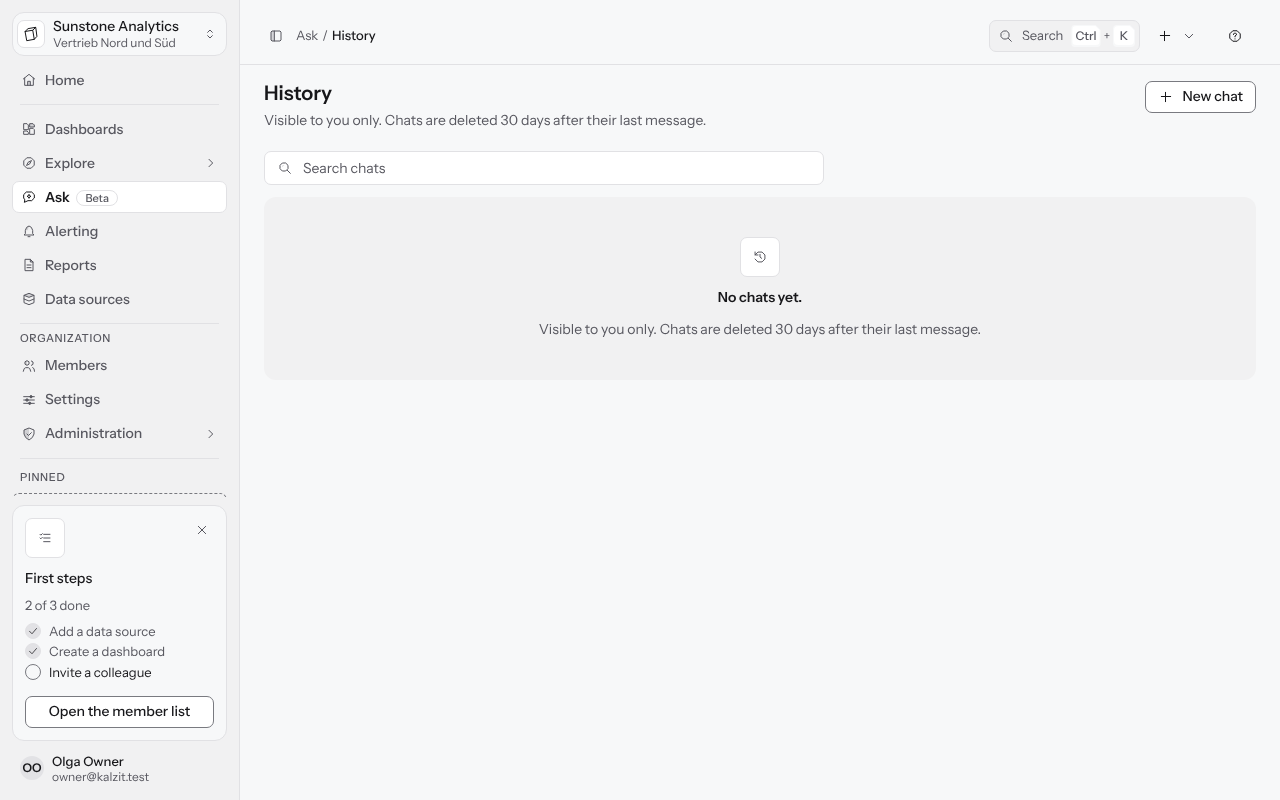 Sunstone Analytics
Vertrieb Nord und Süd
Home
Dashboards
Explore
Ask Beta
Alerting
Reports
Data sources
ORGANIZATION
Members
Settings
Administration
PINNED
First steps
2 of 3 done
Add a data source
Create a dashboard
Invite a colleague
Open the member list
OO Olga Owner
owner@kalzit.test
Ask / History
Search Ctrl + K
History
Visible to you only. Chats are deleted 30 days after their last message.
New chat
Search chats
No chats yet.
Visible to you only. Chats are deleted 30 days after their last message.